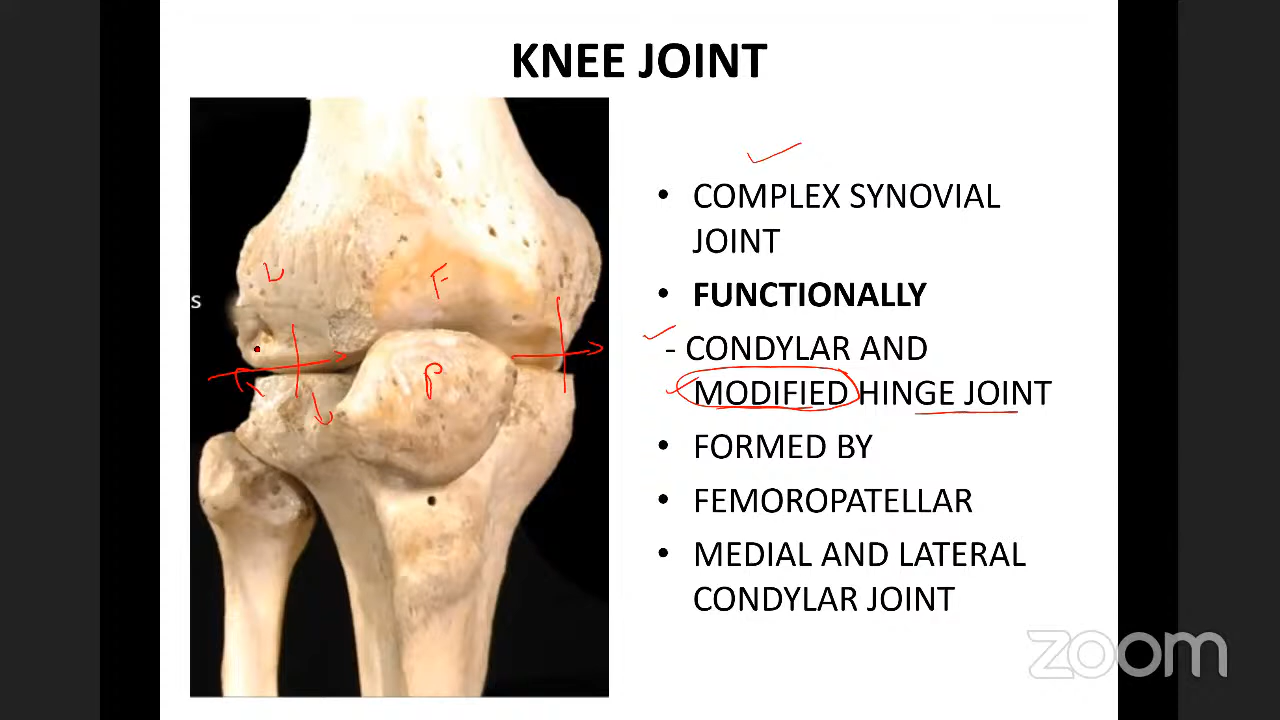 KNEE JOINT
• COMPLEX SYNOVIAL
JOINT
• FUNCTIONALLY
- CONDYLAR AND
MODIFIED HINGE JOINT
• FORMED BY
• FEMOROPATELLAR
• MEDIAL AND LATERAL
CONDYLAR JOINT
s
L
F
P
zoom